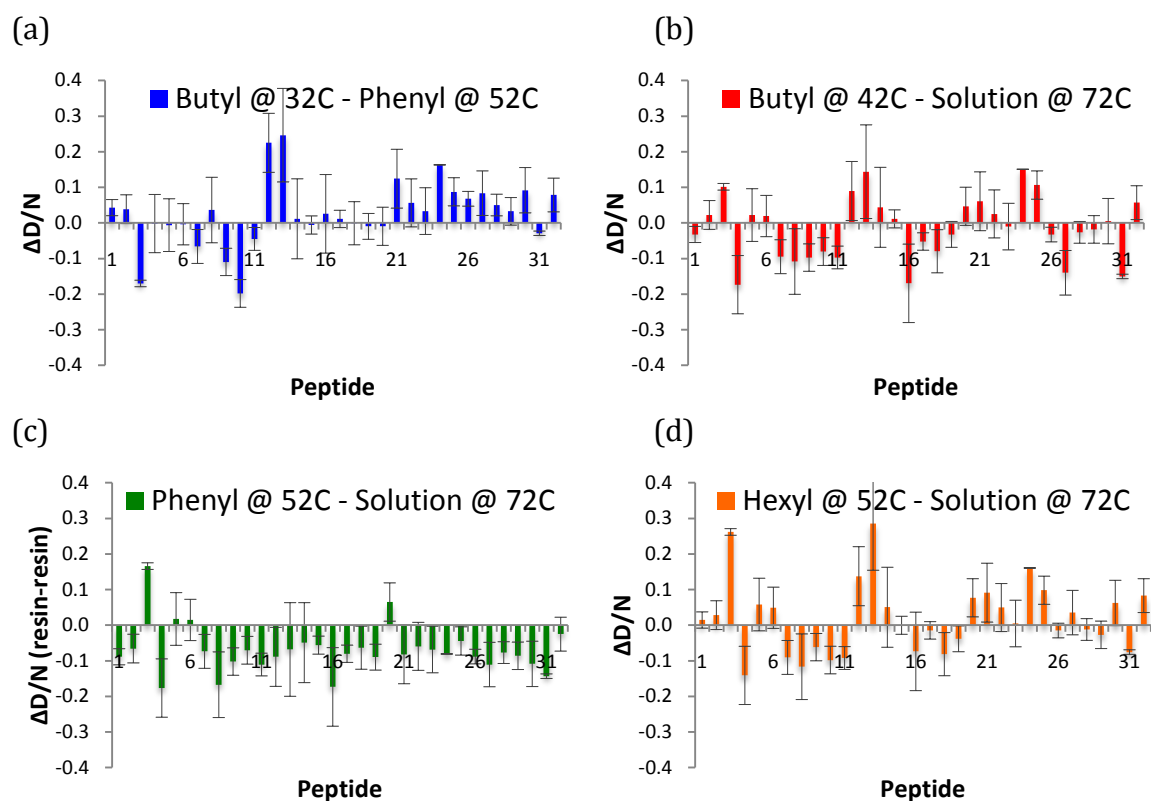 (a)
(b)
0.4
0.3
0.2
0.1
0.0
-0.1
-0.2
-0.3
-0.4
ΔD/N
Butyl @ 32C - Phenyl @ 52C
1 6 11 16 21 26 31
Peptide
0.4
0.3
0.2
0.1
0.0
-0.1
-0.2
-0.3
-0.4
ΔD/N
Butyl @ 42C - Solution @ 72C
1 6 11 16 21 26 31
Peptide
(c)
(d)
0.4
0.3
0.2
0.1
0.0
-0.1
-0.2
-0.3
-0.4
ΔD/N (resin-resin)
Phenyl @ 52C - Solution @ 72C
1 6 11 16 21 26 31
Peptide
0.4
0.3
0.2
0.1
0.0
-0.1
-0.2
-0.3
-0.4
ΔD/N
Hexyl @ 52C - Solution @ 72C
1 6 11 16 21 26 31
Peptide